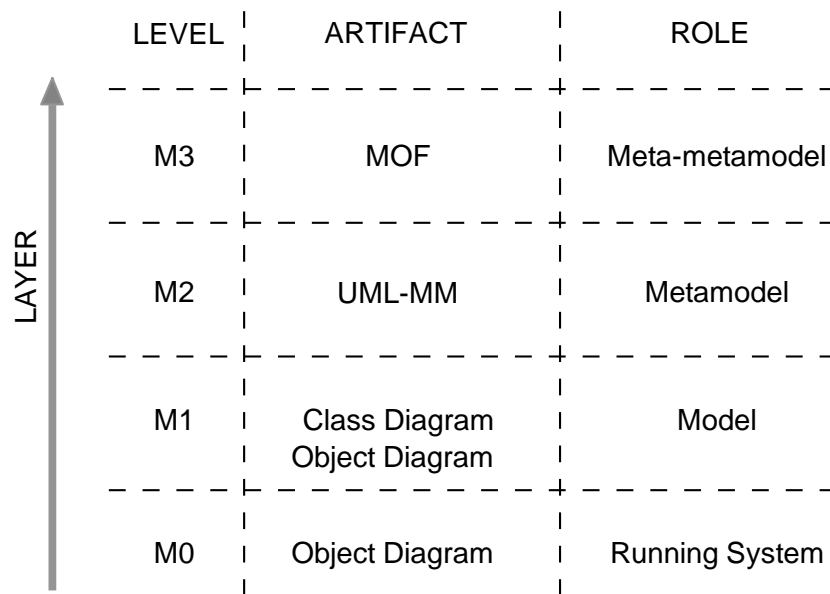 LEVEL ARTIFACT ROLE
M3 MOF Meta-metamodel
LAYER
M2 UML-MM Metamodel
M1 Class Diagram Model
Object Diagram
M0 Object Diagram Running System